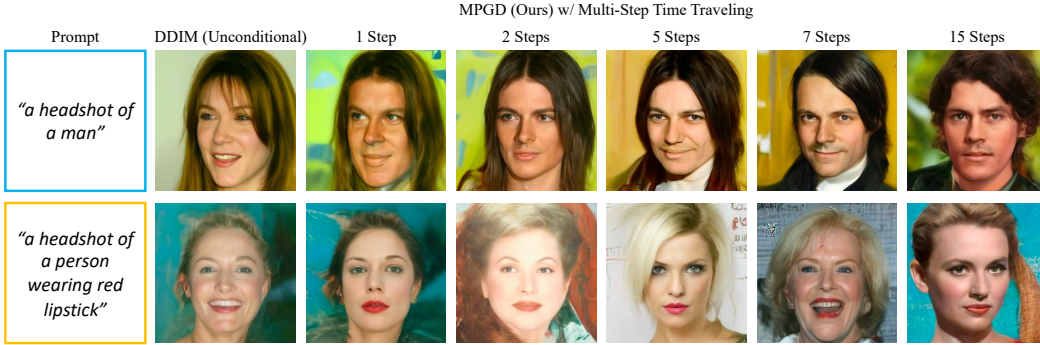 MPGD (Ours) w/ Multi-Step Time Traveling
Prompt DDIM (Unconditional) 1 Step 2 Steps 5 Steps 7 Steps 15 Steps
“a headshot of
a man”
“a headshot of
a person
wearing red
lipstick”